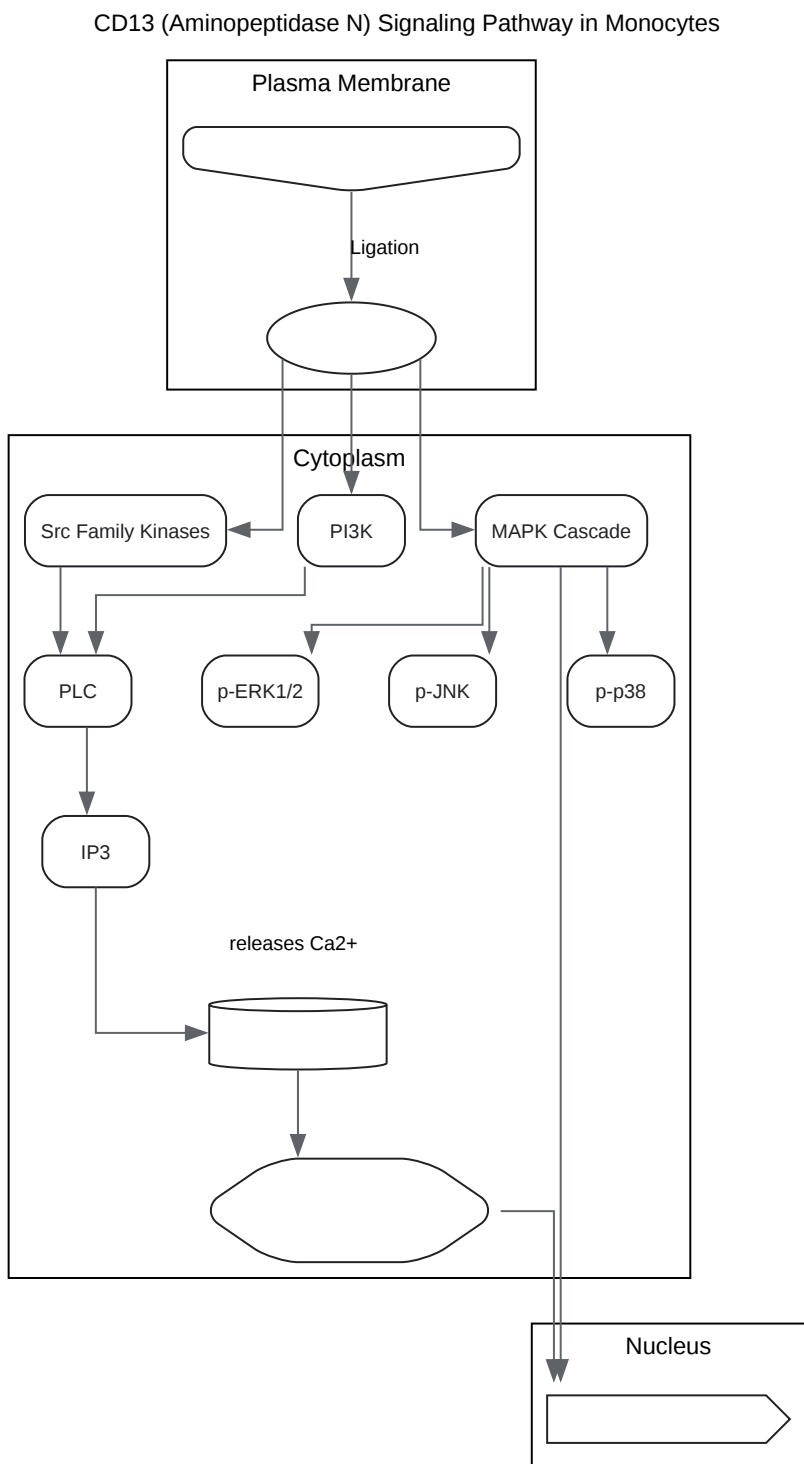 CD13 (Aminopeptidase N) Signaling Pathway in Monocytes
Plasma Membrane
Ligation
Cytoplasm
Src Family Kinases
PI3K
MAPK Cascade
PLC
p-ERK1/2
p-JNK
p-p38
IP3
releases Ca2+
Nucleus